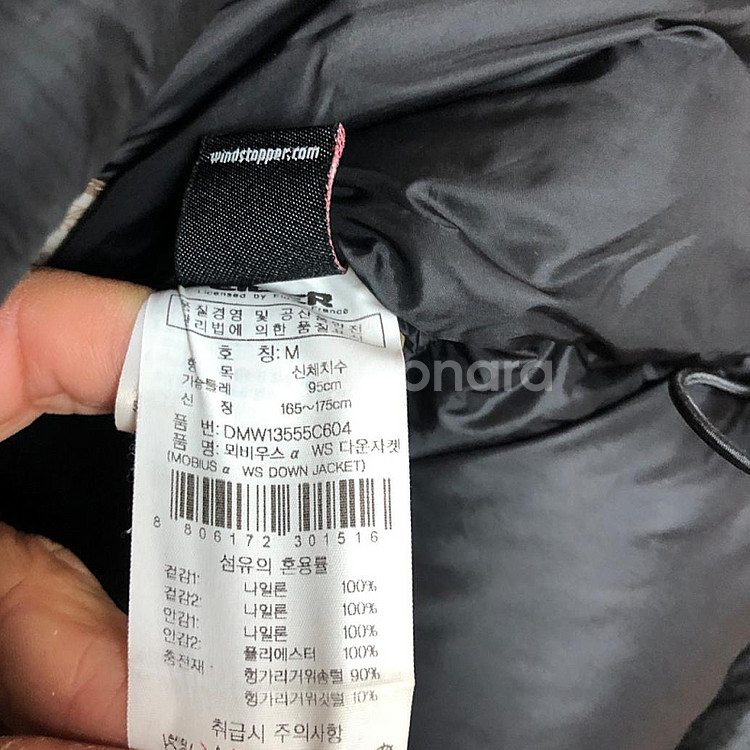 windstopper.com
Licensed by
품질경영 및 공산품
관리법에 의한 품질표시
호 칭: M
항 목 신체치수
가슴둘레 95cm
신 장 165~175cm
품 번: DMW13555C604
품 명: 뫼비우스 α WS 다운자켓
(MOBIUS α WS DOWN JACKET)
8 806172 301516
섬유의 혼용률
겉감1: 나일론 100%
겉감2: 나일론 100%
안감1: 나일론 100%
안감2: 폴리에스터 100%
충전재: 헝가리거위솜털 90%
헝가리거위깃털 10%
취급시 주의사항